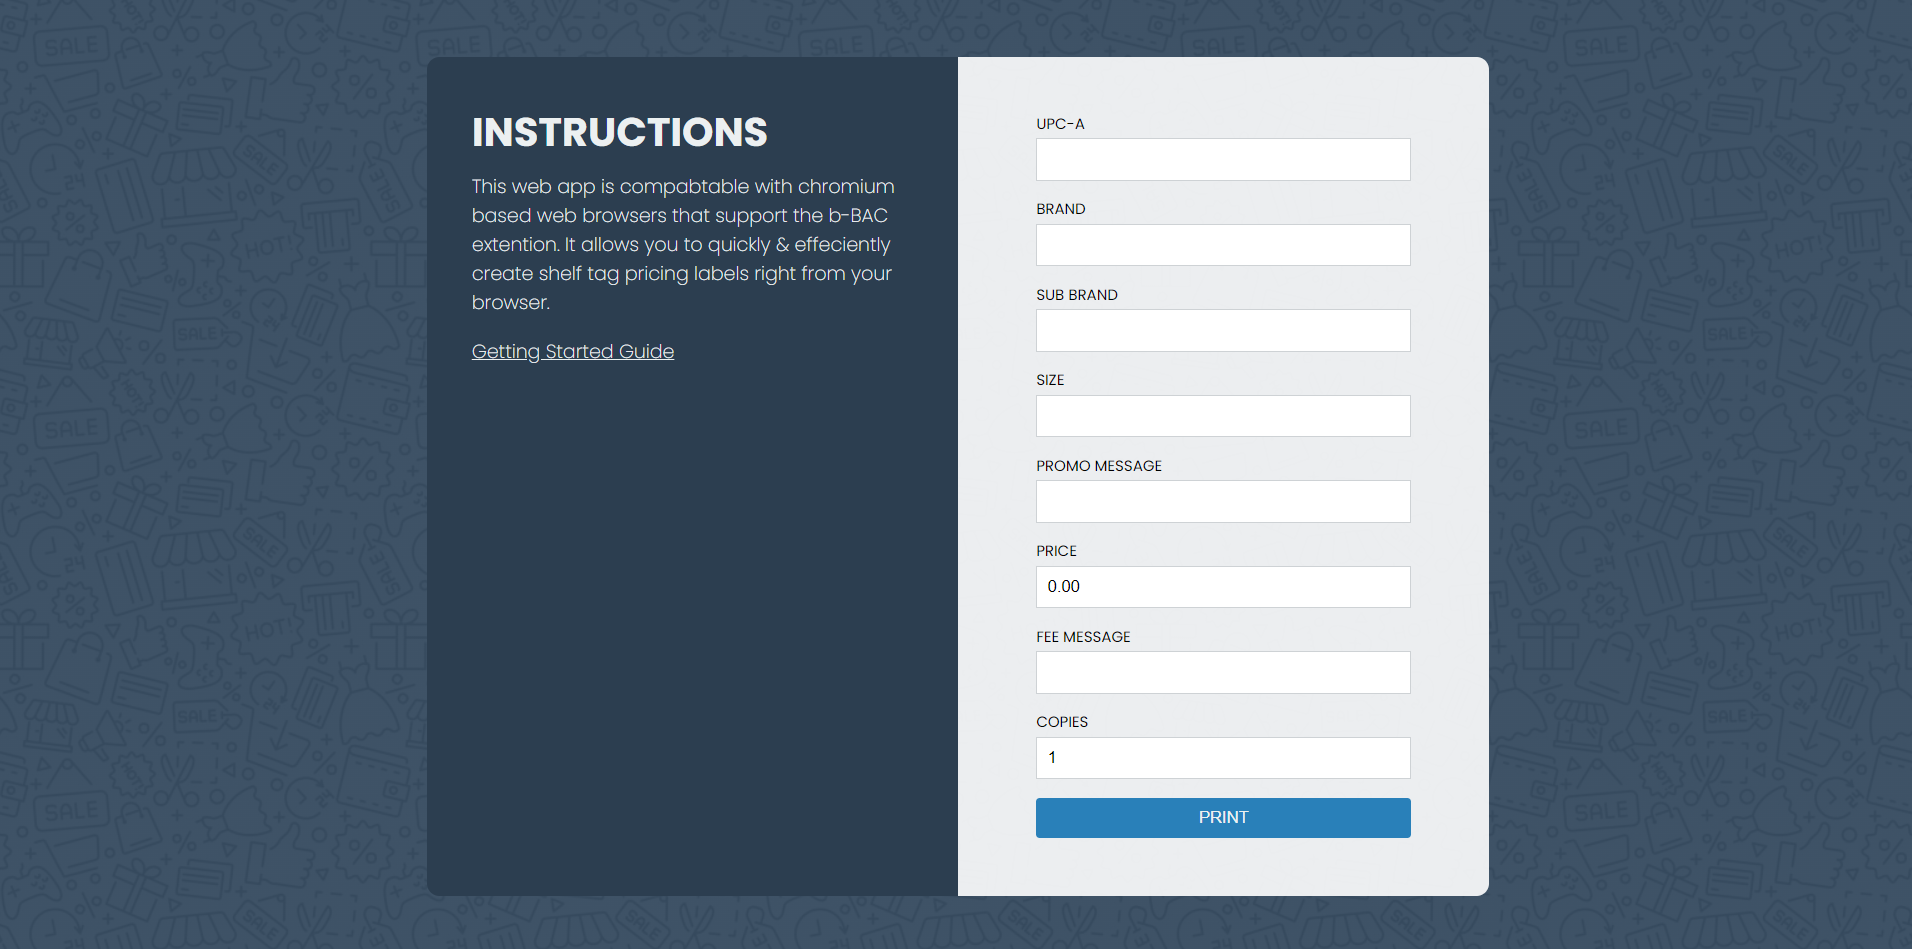 INSTRUCTIONS
This web app is compabtable with chromium
based web browsers that support the b-BAC
extention. It allows you to quickly & effeciently
create shelf tag pricing labels right from your
browser.
Getting Started Guide
UPC-A
BRAND
SUB BRAND
SIZE
PROMO MESSAGE
PRICE
0.00
FEE MESSAGE
COPIES
1
PRINT